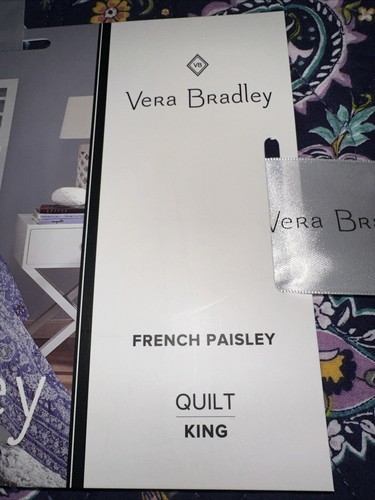 VB
Vera Bradley
Vera Br
FRENCH PAISLEY
QUILT
KING
ey